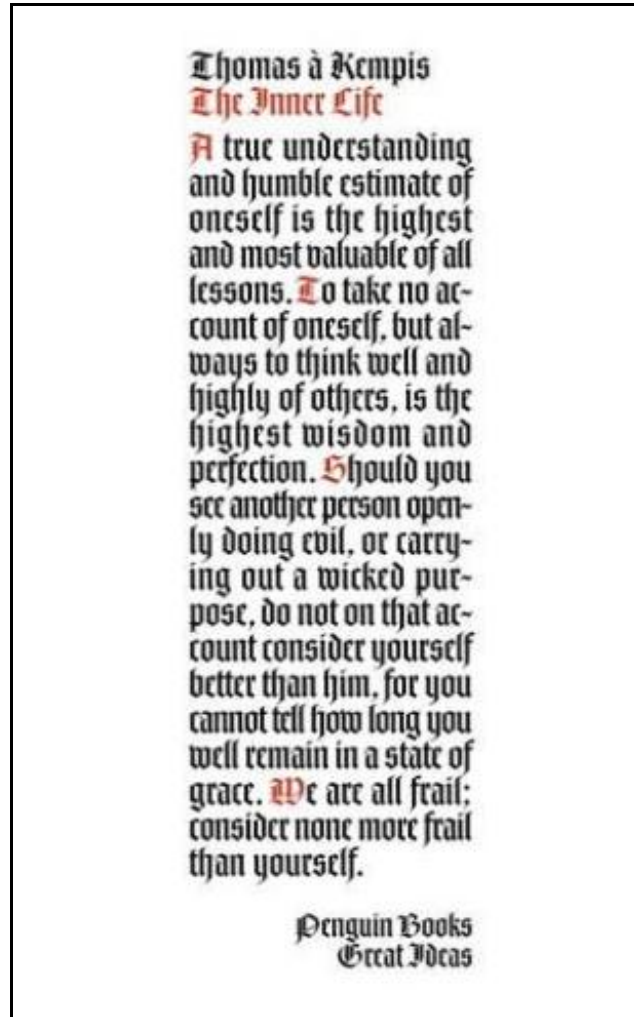 Thomas à Kempis
The Inner Life
A true understanding
and humble estimate of
oneself is the highest
and most valuable of all
lessons. To take no ac-
count of oneself, but al-
ways to think well and
highly of others, is the
highest wisdom and
perfection. Should you
see another person open-
ly doing evil, or carry-
ing out a wicked pur-
pose, do not on that ac-
count consider yourself
better than him, for you
cannot tell how long you
well remain in a state of
grace. We are all frail;
consider none more frail
than yourself.
Penguin Books
Great Ideas